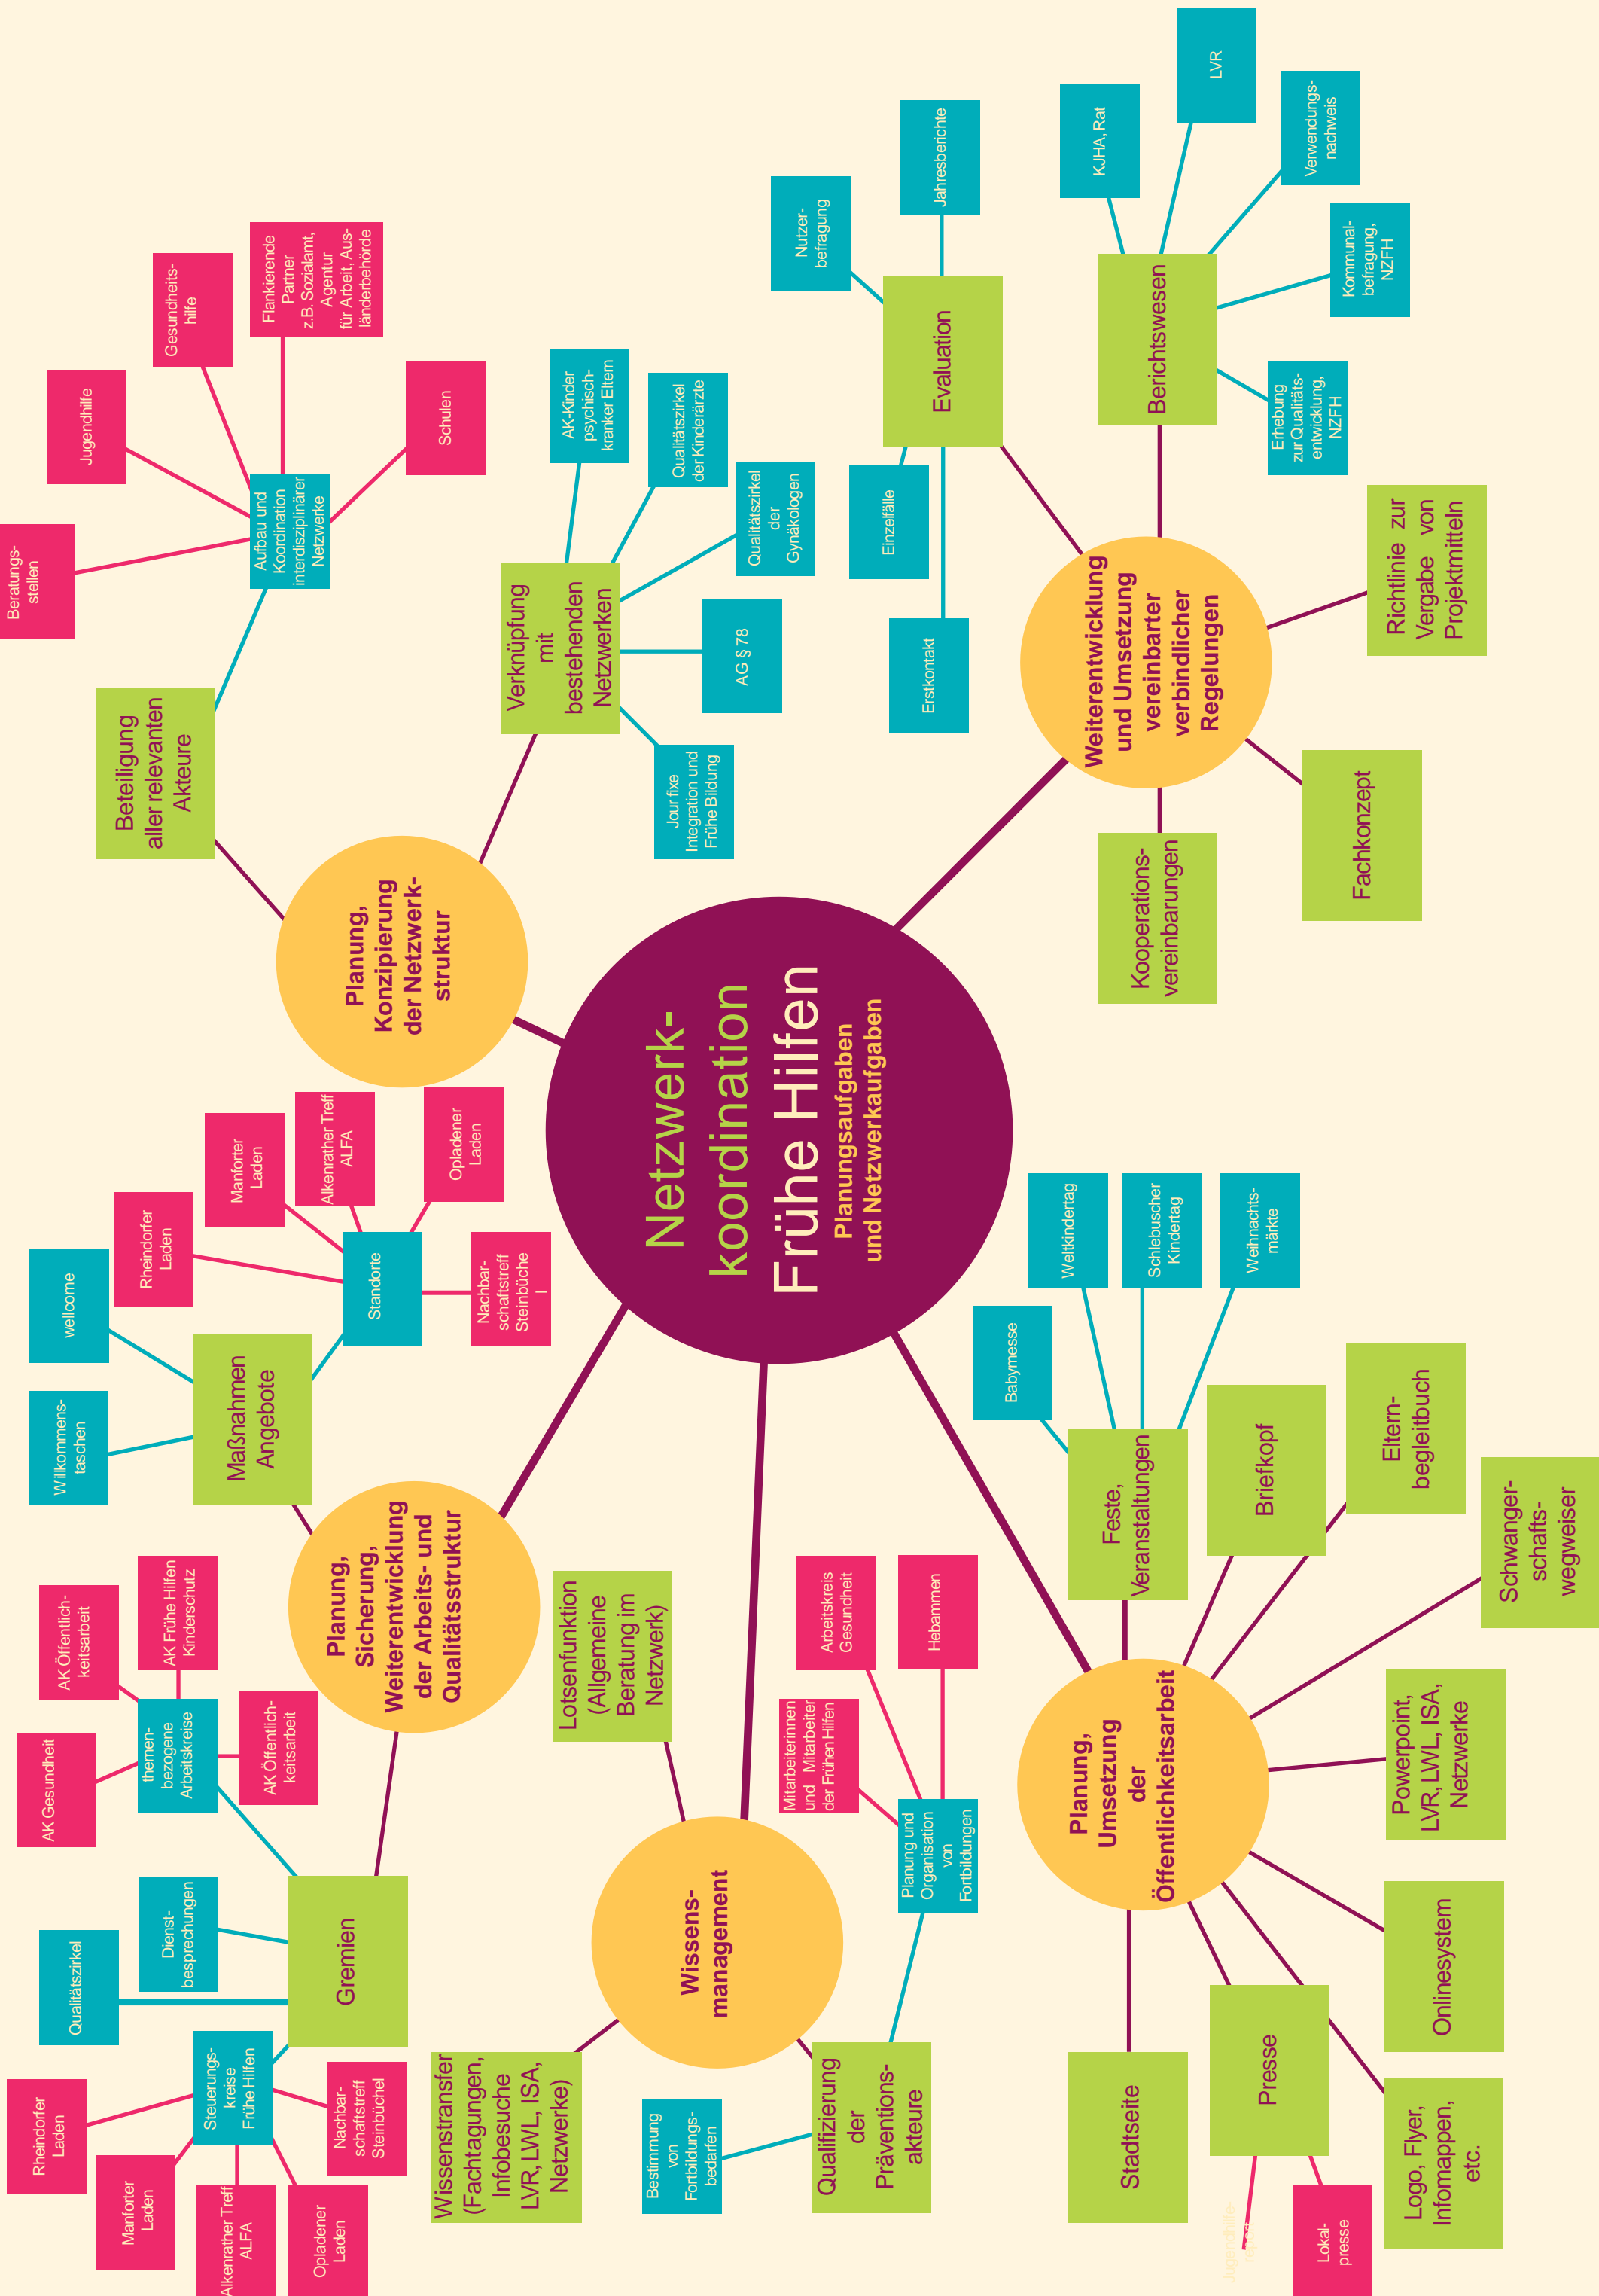 Netzwerk-
koordination
Frühe Hilfen
Planungsaufgaben
und Netzwerkaufgaben
Planung,
Konzipierung
der Netzwerk-
struktur
Beteiligung
aller relevanten
Akteure
Aufbau und
Koordination
interdisziplinärer
Netzwerke
Beratungs-
stellen
Jugendhilfe
Gesundheits-
hilfe
Flankierende
Partner
z.B. Sozialamt,
Agentur
für Arbeit, Aus-
länderbehörde
Schulen
Verknüpfung
mit
bestehenden
Netzwerken
AK-Kinder
psychisch-
kranker Eltern
Qualitätszirkel
der Kinderärzte
Qualitätszirkel
der
Gynäkologen
AG § 78
Jour fixe
Integration und
Frühe Bildung
Weiterentwicklung
und Umsetzung
vereinbarter
verbindlicher
Regelungen
Evaluation
Nutzer-
befragung
Jahresberichte
Einzelfälle
Erstkontakt
Berichtswesen
KJHA, Rat
LVR
Verwendungs-
nachweis
Kommunal-
befragung,
NZFH
Erhebung
zur Qualitäts-
entwicklung,
NZFH
Richtlinie zur
Vergabe von
Projektmitteln
Fachkonzept
Kooperations-
vereinbarungen
Planung,
Umsetzung
der
Öffentlichkeitsarbeit
Feste,
Veranstaltungen
Babymesse
Weltkindertag
Schlebuscher
Kindertag
Weihnachts-
märkte
Briefkopf
Eltern-
begleitbuch
Schwanger-
schafts-
wegweiser
Powerpoint,
LVR, LWL, ISA,
Netzwerke
Onlinesystem
Logo, Flyer,
Infomappen,
etc.
Presse
Lokal-
presse
Stadtseite
Wissens-
management
Lotsenfunktion
(Allgemeine
Beratung im
Netzwerk)
Wissenstransfer
(Fachtagungen,
Infobesuche
LVR, LWL, ISA,
Netzwerke)
Qualifizierung
der
Präventions-
akteure
Bestimmung
von
Fortbildungs-
bedarfen
Planung und
Organisation
von
Fortbildungen
Mitarbeiterinnen
und Mitarbeiter
der Frühen Hilfen
Arbeitskreis
Gesundheit
Hebammen
Planung,
Sicherung,
Weiterentwicklung
der Arbeits- und
Qualitätsstruktur
Maßnahmen
Angebote
Willkommens-
taschen
wellcome
Standorte
Rheindorfer
Laden
Manforter
Laden
Alkenrather Treff
ALFA
Opladener
Laden
Nachbar-
schaftstreff
Steinbüche
l
Gremien
themen-
bezogene
Arbeitskreise
AK Gesundheit
AK Öffentlich-
keitsarbeit
AK Frühe Hilfen
Kinderschutz
AK Öffentlich-
keitsarbeit
Dienst-
besprechungen
Qualitätszirkel
Steuerungs-
kreise
Frühe Hilfen
Rheindorfer
Laden
Manforter
Laden
Alkenrather Treff
ALFA
Opladener
Laden
Nachbar-
schaftstreff
Steinbüchel